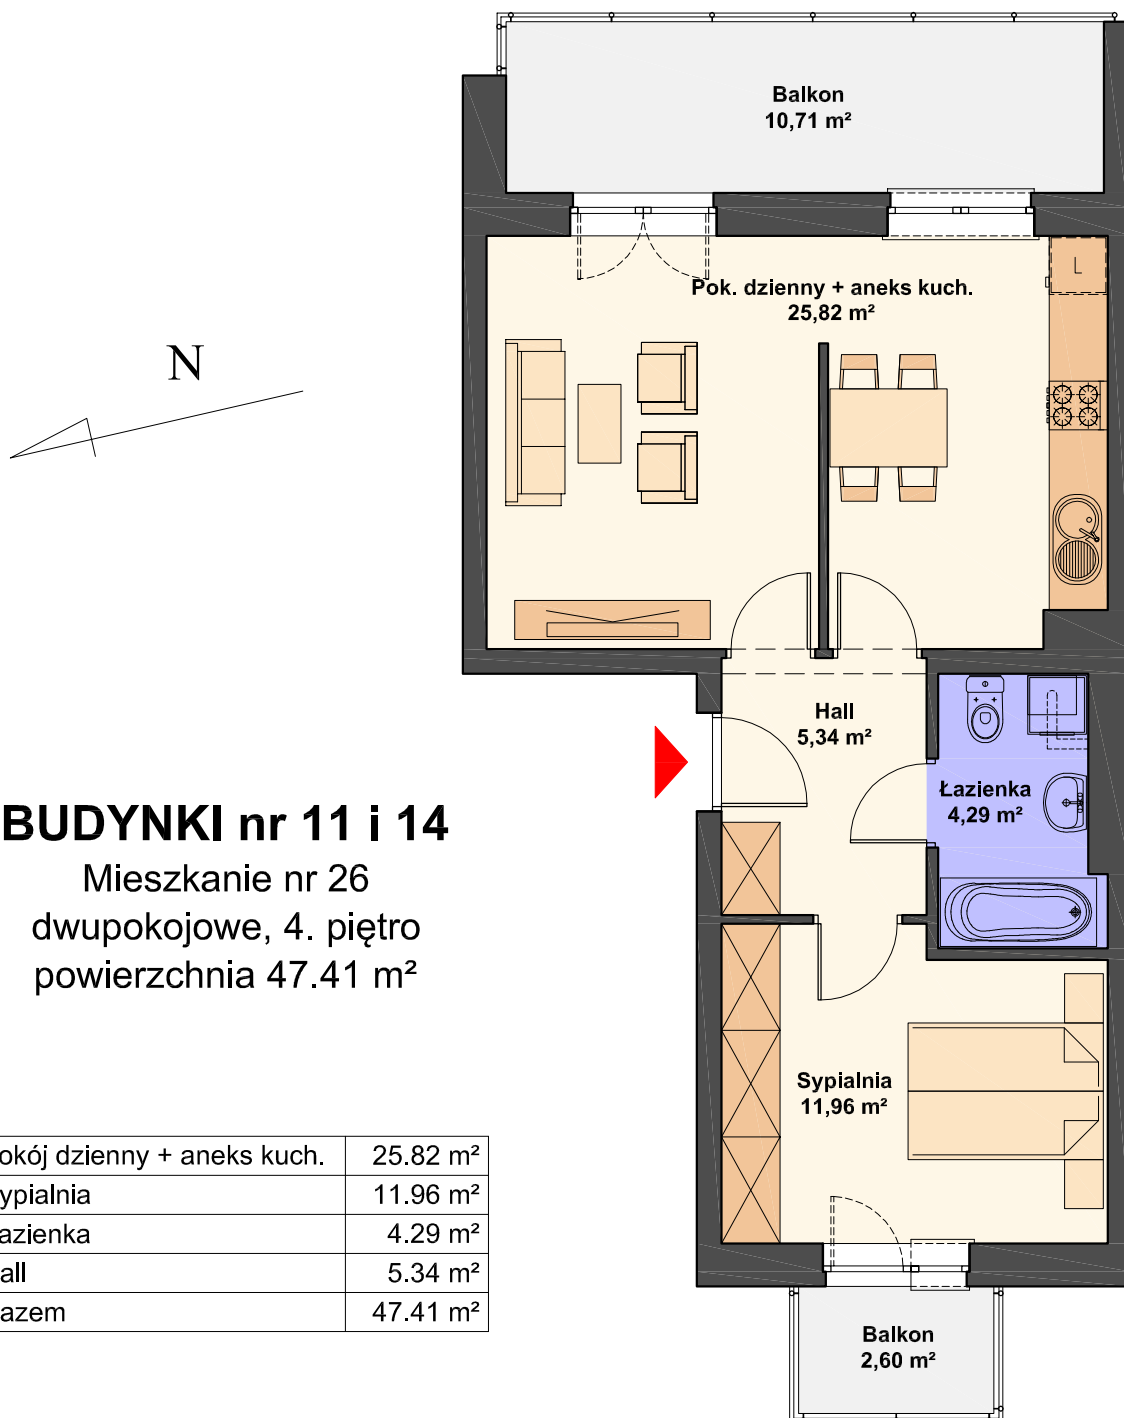 Balkon
10,71 m²
Pok. dzienny + aneks kuch.
25,82 m²
L
N
Hall
5,34 m²
Łazienka
4,29 m²
BUDYNKI nr 11 i 14
Mieszkanie nr 26
dwupokojowe, 4. piętro
powierzchnia 47.41 m²
Sypialnia
11,96 m²
okój dzienny + aneks kuch. 25.82 m²
ypialnia 11.96 m²
azienka 4.29 m²
all 5.34 m²
azem 47.41 m²
Balkon
2,60 m²